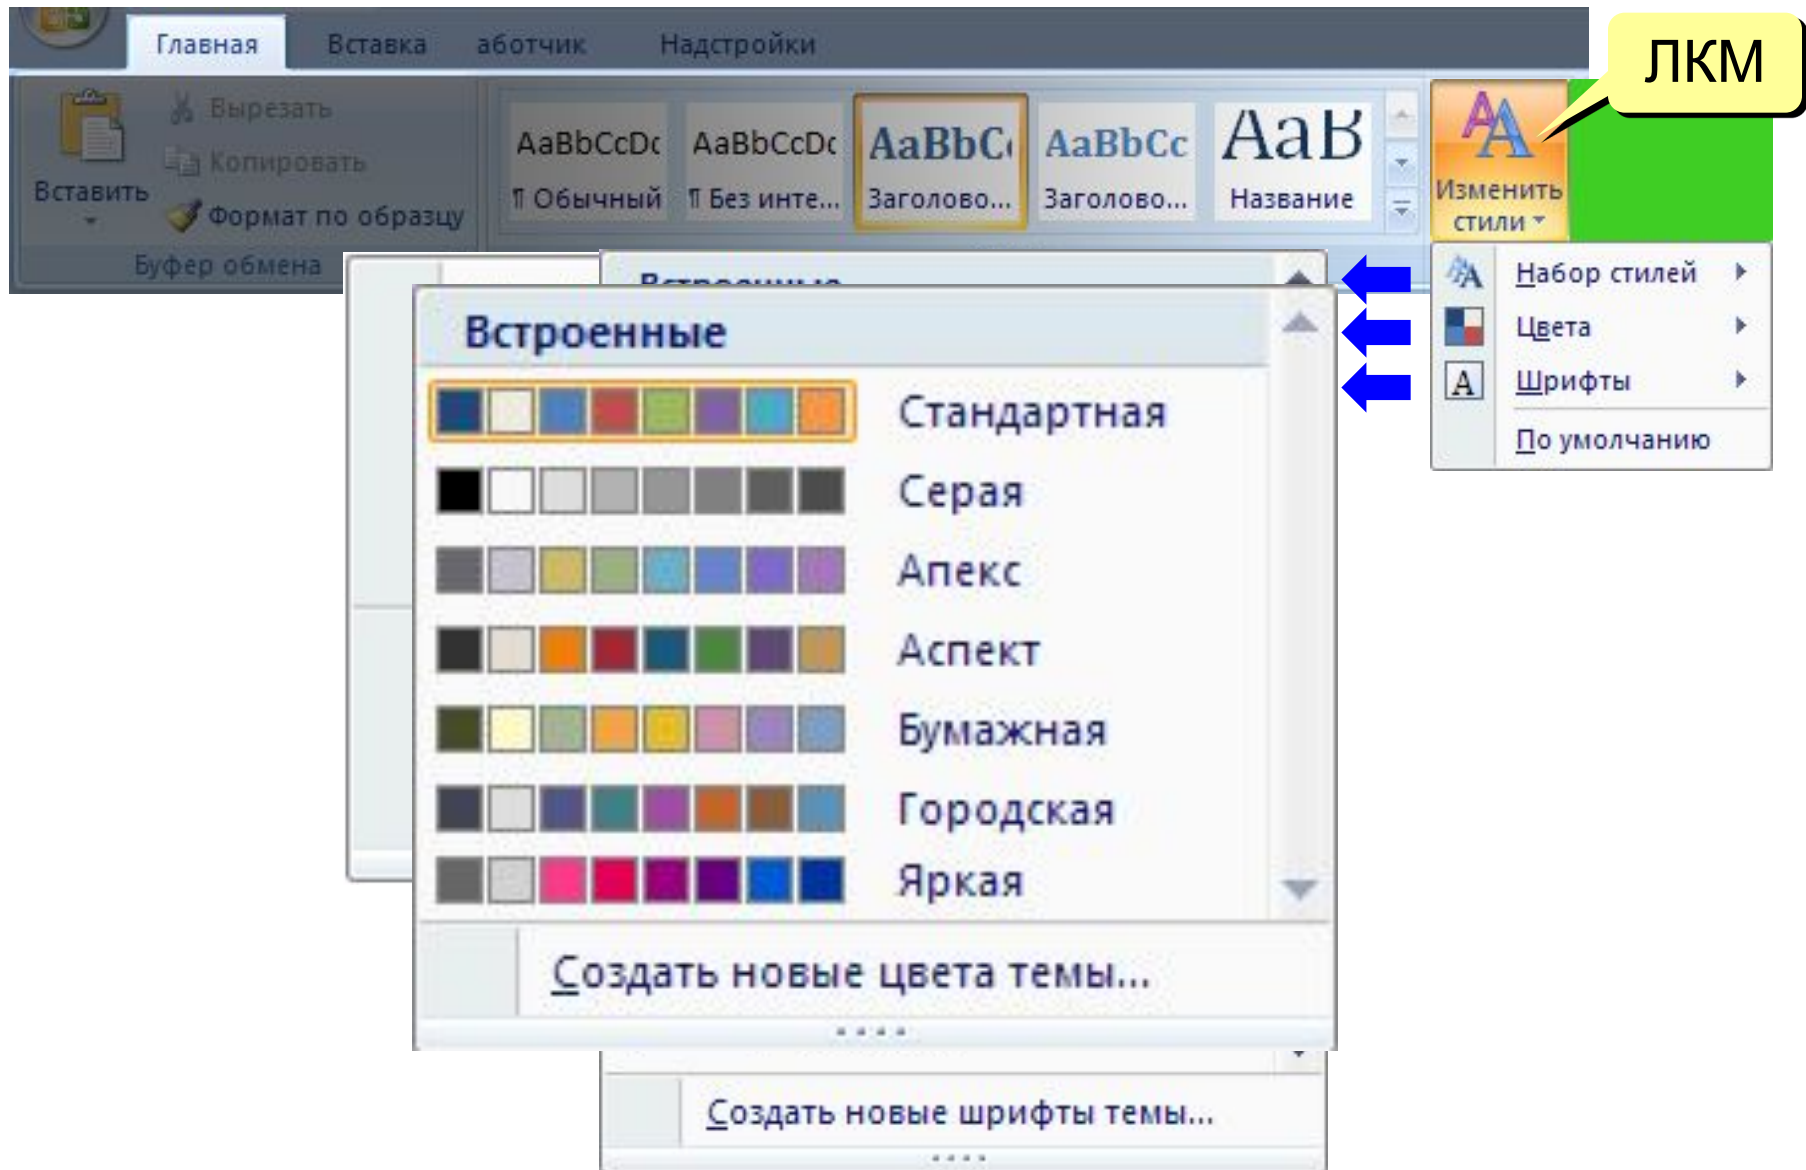 Главная Вставка аботчик Надстройки
ЛКМ
Вырезать
Копировать
Вставить
Формат по образцу
Буфер обмена
AaBbCcDc AaBbCcDc AaBbC AaBbCc AaB
¶ Обычный ¶ Без инте... Заголово... Заголово... Название
Изменить
стили
Набор стилей
Цвета
Шрифты
По умолчанию
Встроенные
Встроенные
Стандартная
Серая
Апекс
Аспект
Бумажная
Городская
Яркая
Создать новые цвета темы...
Создать новые шрифты темы...